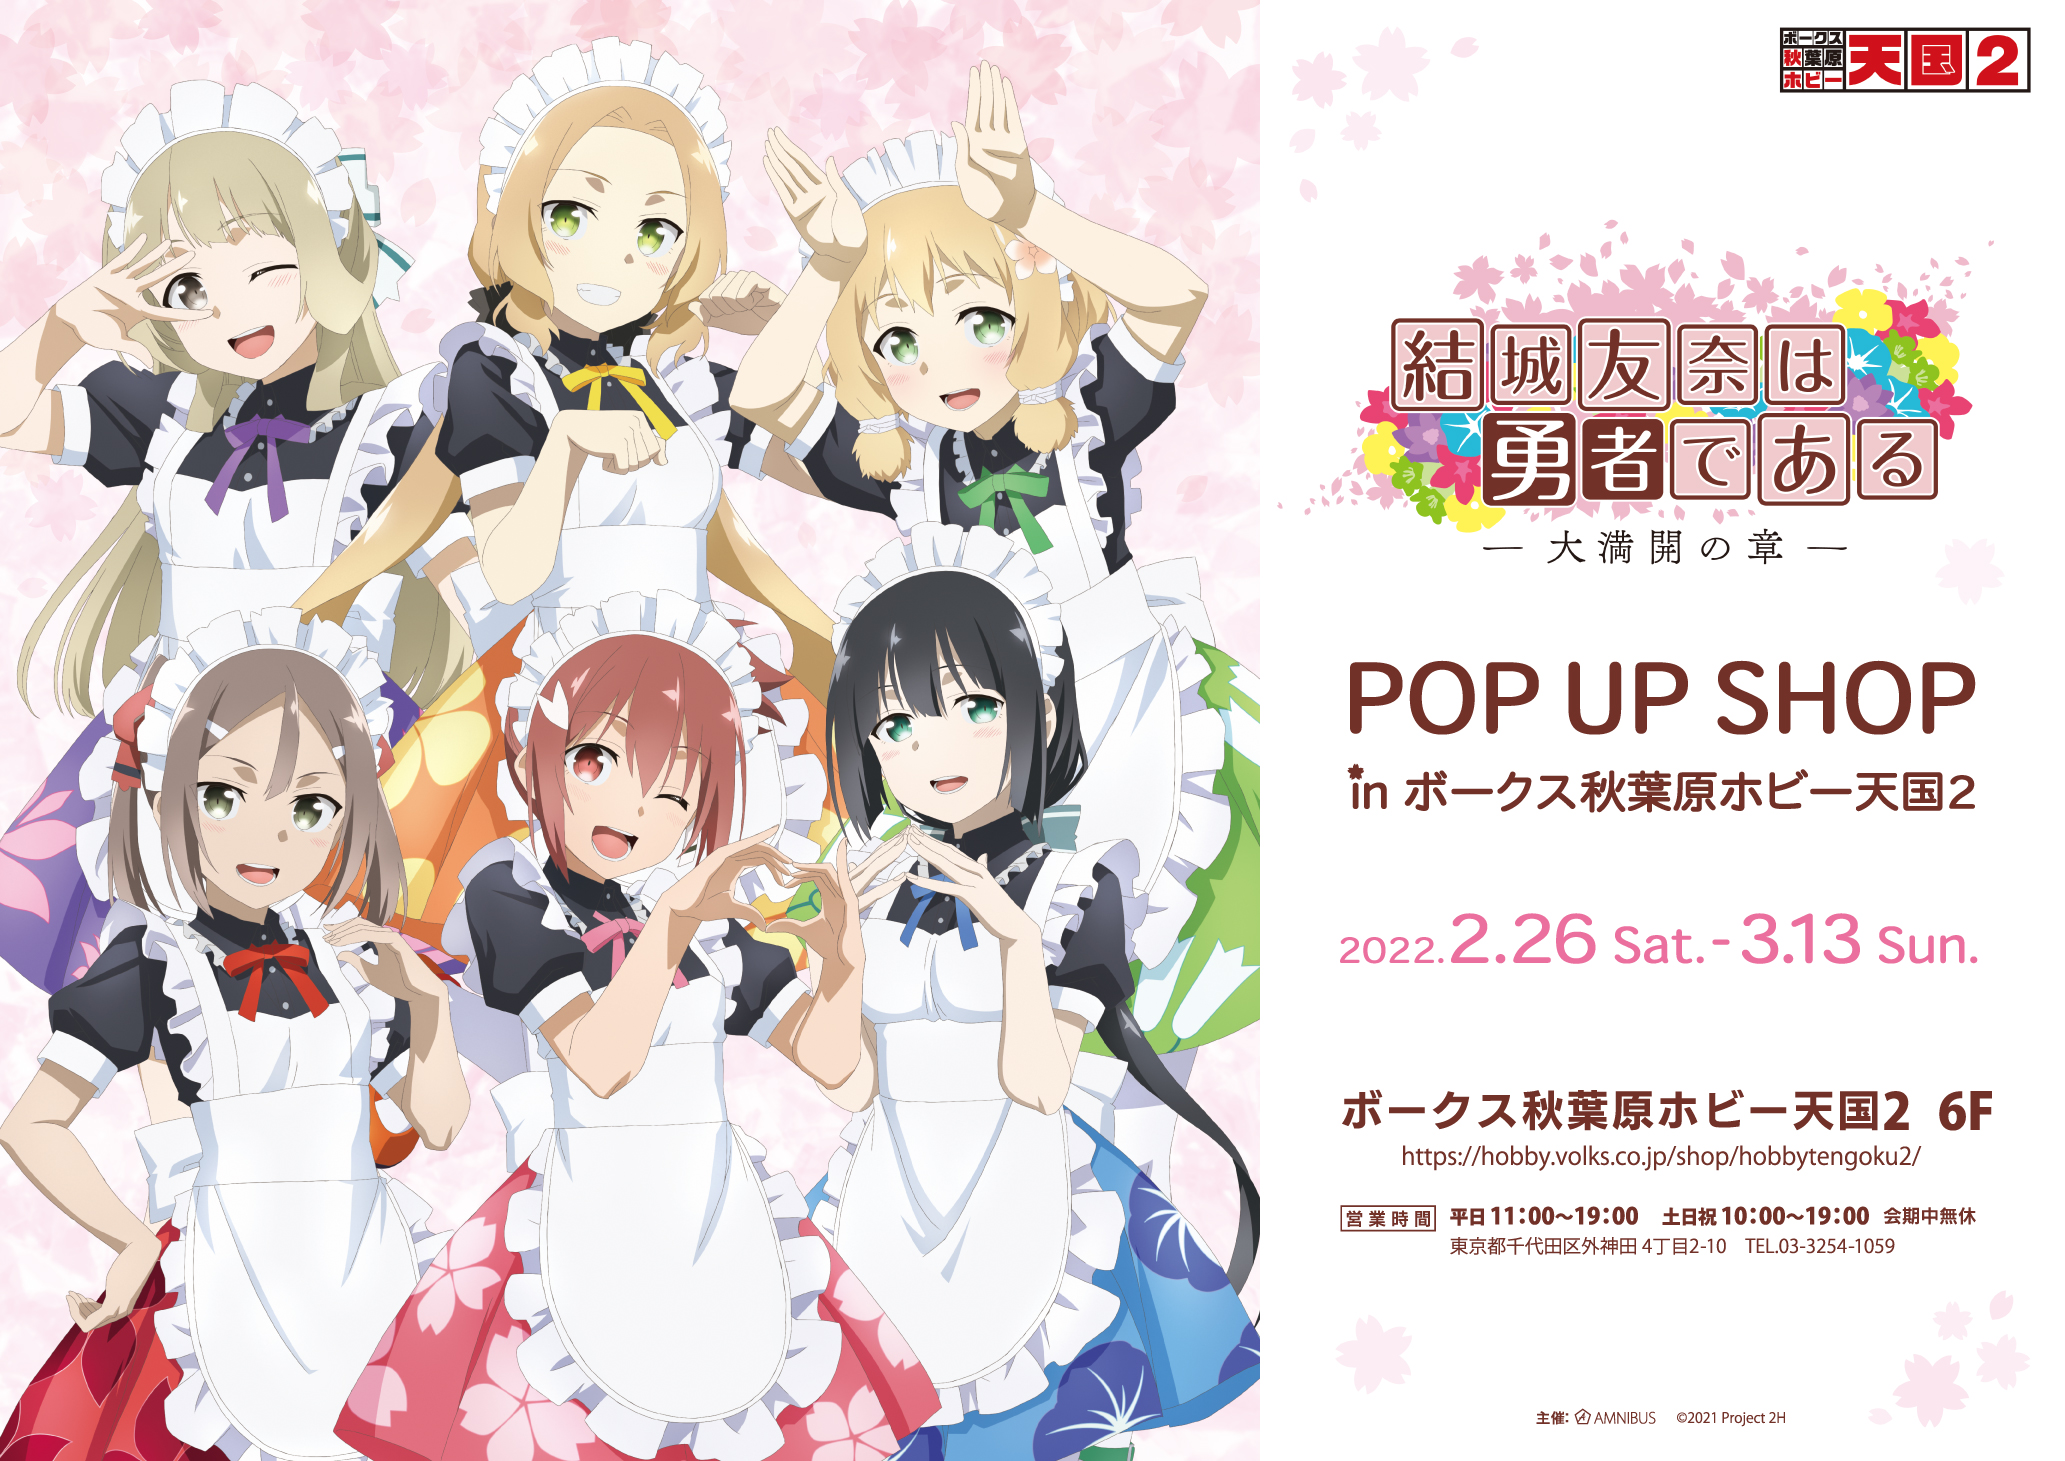 ボークス
秋葉原
ホビー
天国2
結城友奈は
勇者である
―大満開の章―
POP UP SHOP
in ボークス秋葉原ホビー天国2
2022.2.26 Sat.-3.13 Sun.
ボークス秋葉原ホビー天国2 6F
https://hobby.volks.co.jp/shop/hobbytengoku2/
営業時間 平日11:00～19:00 土日祝10:00～19:00 会期中無休
東京都千代田区外神田4丁目2-10 TEL.03-3254-1059
主催: AMNIBUS ©2021 Project 2H